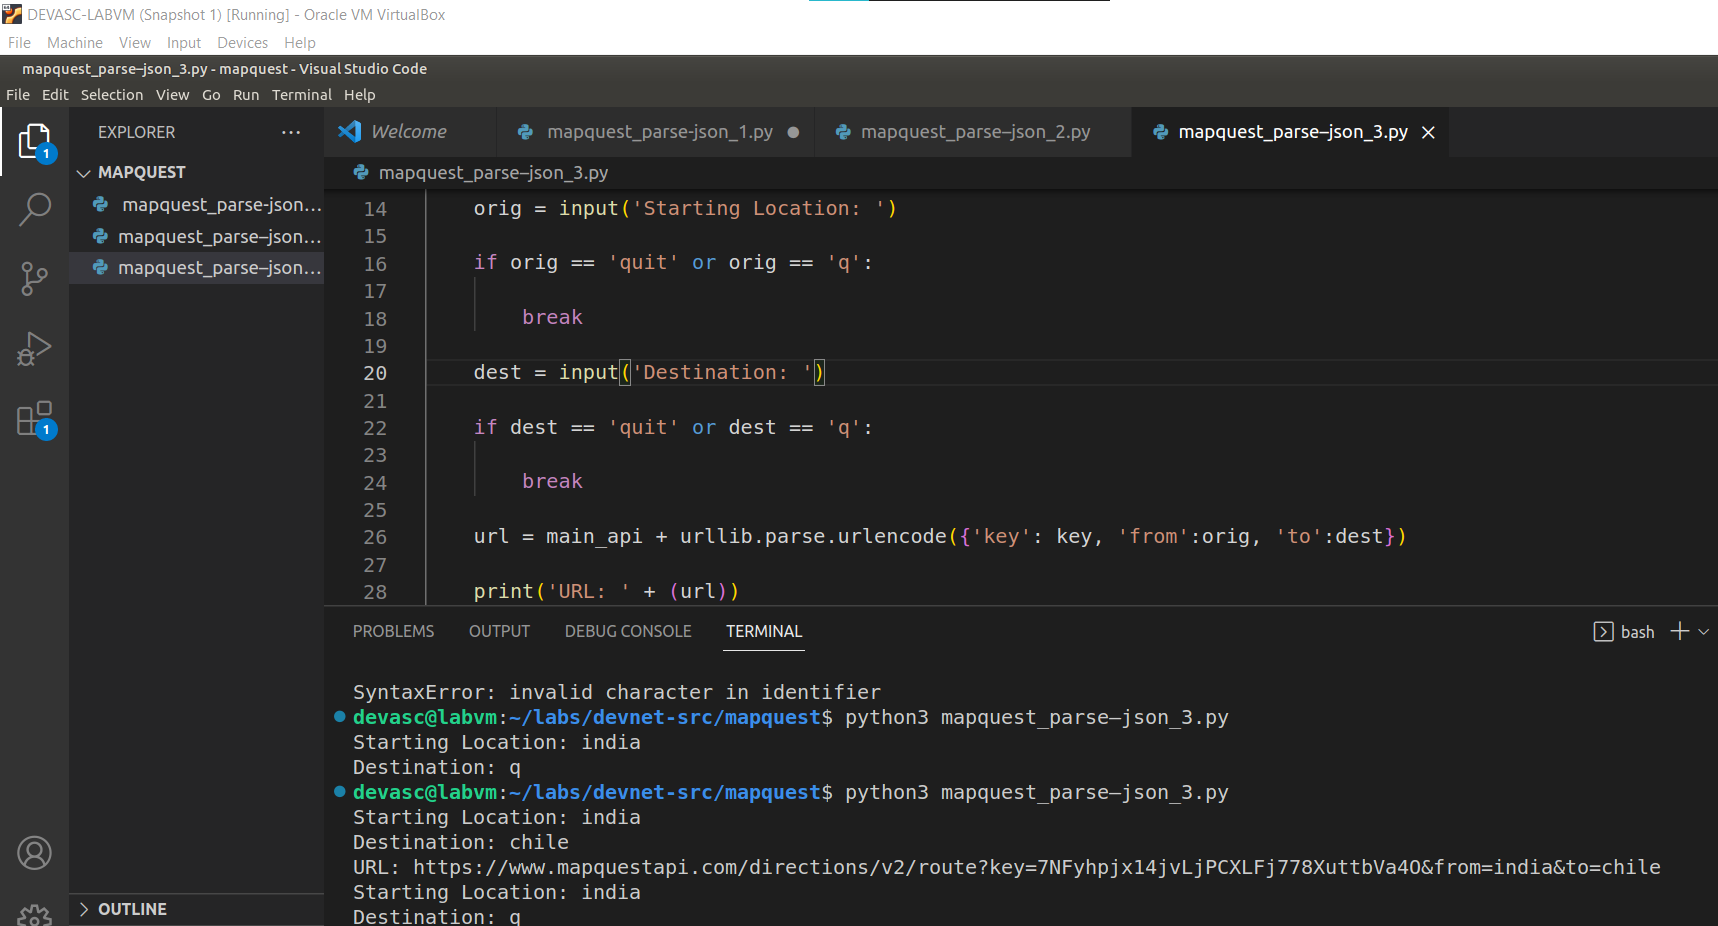 DEVASC-LABVM (Snapshot 1) [Running] - Oracle VM VirtualBox
File Machine View Input Devices Help
mapquest_parse–json_3.py - mapquest - Visual Studio Code
File Edit Selection View Go Run Terminal Help
EXPLORER ···
Welcome
mapquest_parse-json_1.py
mapquest_parse–json_2.py
mapquest_parse–json_3.py
1
MAPQUEST
mapquest_parse-json...
mapquest_parse–json...
mapquest_parse–json...
1
OUTLINE
mapquest_parse–json_3.py
14 orig = input('Starting Location: ')
15
16 if orig == 'quit' or orig == 'q':
17
18 break
19
20 dest = input('Destination: ')
21
22 if dest == 'quit' or dest == 'q':
23
24 break
25
26 url = main_api + urllib.parse.urlencode({'key': key, 'from':orig, 'to':dest})
27
28 print('URL: ' + (url))
PROBLEMS OUTPUT DEBUG CONSOLE TERMINAL
bash
SyntaxError: invalid character in identifier
devasc@labvm:~/labs/devnet-src/mapquest$ python3 mapquest_parse–json_3.py
Starting Location: india
Destination: q
devasc@labvm:~/labs/devnet-src/mapquest$ python3 mapquest_parse–json_3.py
Starting Location: india
Destination: chile
URL: https://www.mapquestapi.com/directions/v2/route?key=7NFyhpjx14jvLjPCXLFj778XuttbVa4O&from=india&to=chile
Starting Location: india
Destination: q